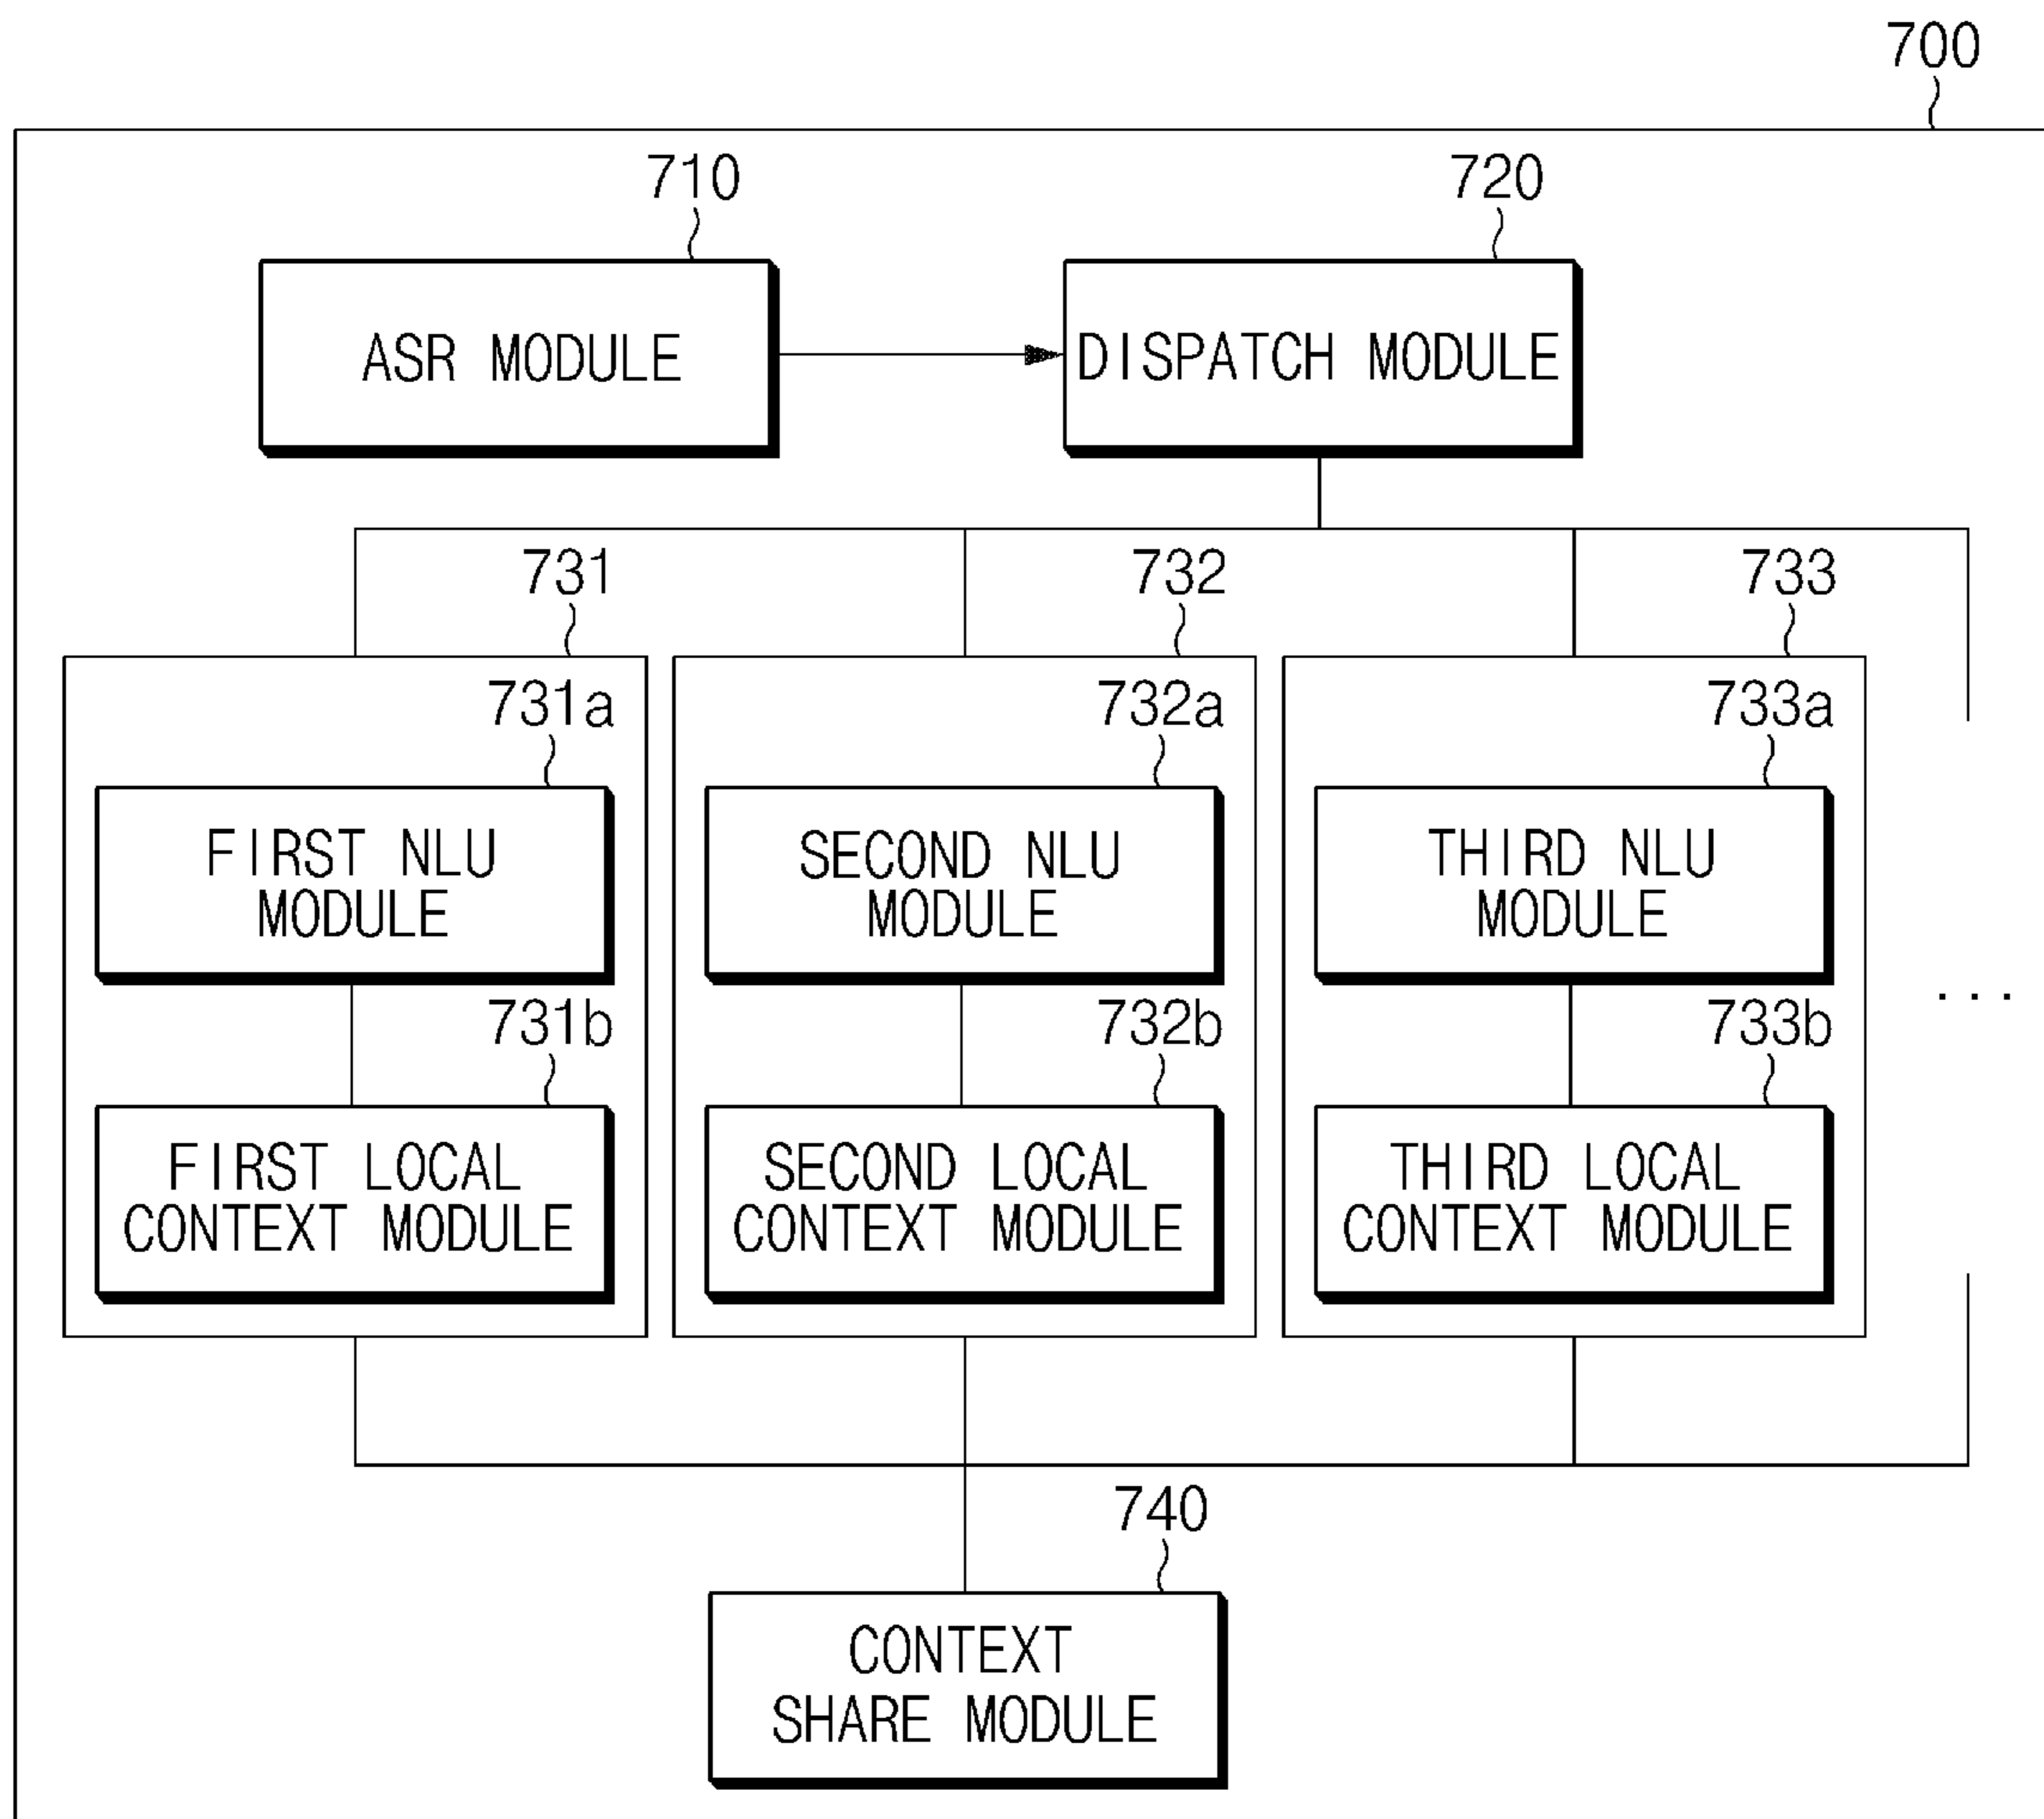 700
710
720
ASR MODULE
DISPATCH MODULE
731
732
733
731a
732a
733a
FIRST NLU
MODULE
SECOND NLU
MODULE
THIRD NLU
MODULE
...
731b
732b
733b
FIRST LOCAL
CONTEXT MODULE
SECOND LOCAL
CONTEXT MODULE
THIRD LOCAL
CONTEXT MODULE
740
CONTEXT
SHARE MODULE